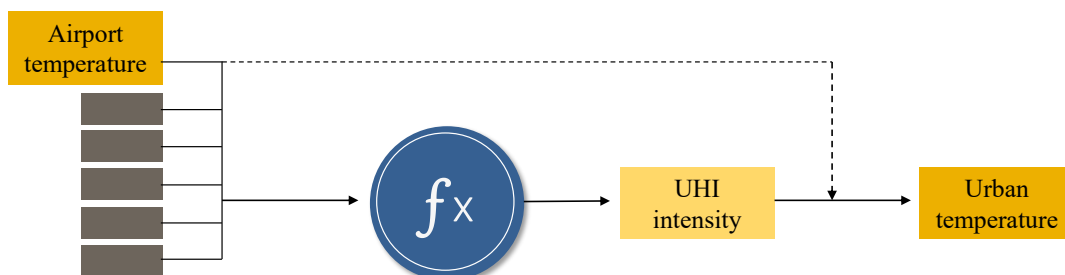 Airport
temperature
fx
UHI
intensity
Urban
temperature